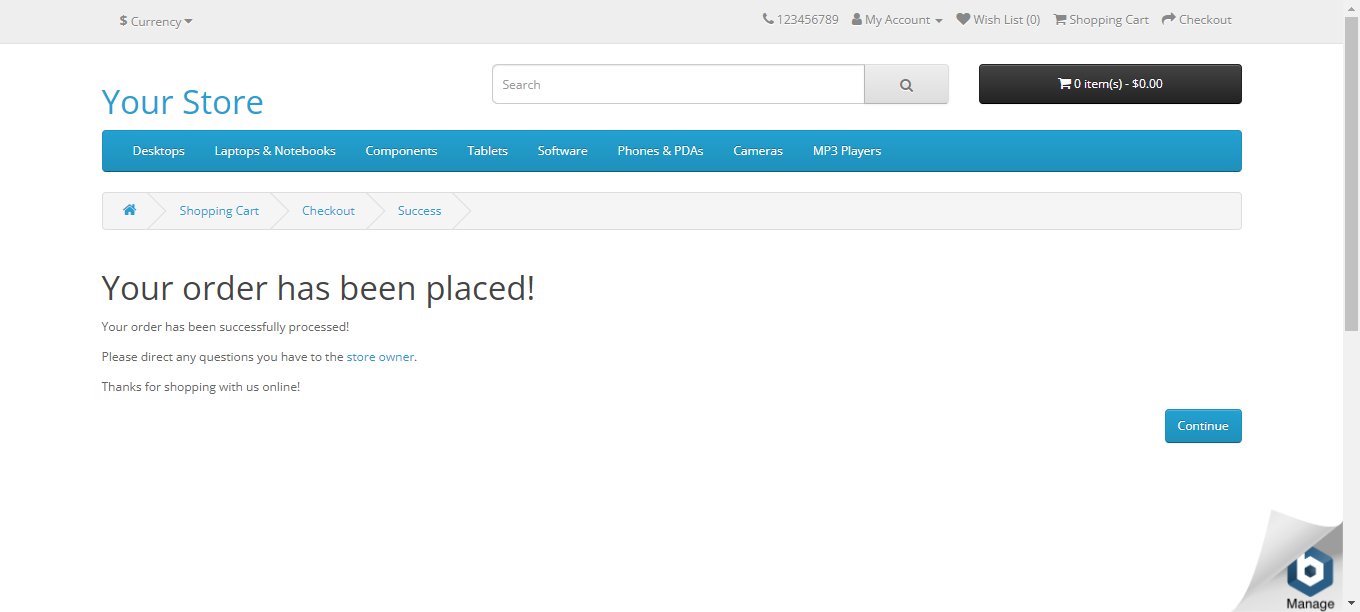 $ Currency
123456789 My Account Wish List (0) Shopping Cart Checkout
Your Store
Search
0 item(s) - $0.00
Desktops Laptops & Notebooks Components Tablets Software Phones & PDAs Cameras MP3 Players
Shopping Cart Checkout Success
Your order has been placed!
Your order has been successfully processed!
Please direct any questions you have to the store owner.
Thanks for shopping with us online!
Continue
b
Manage